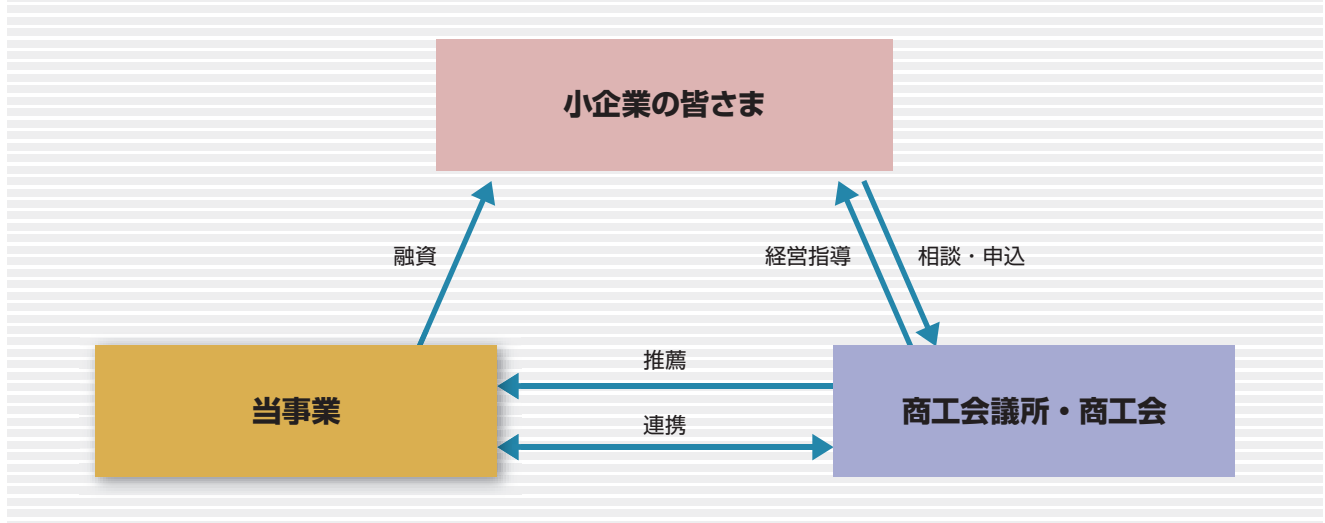 小企業の皆さま
融資
経営指導
相談・申込
推薦
当事業
商工会議所・商工会
連携